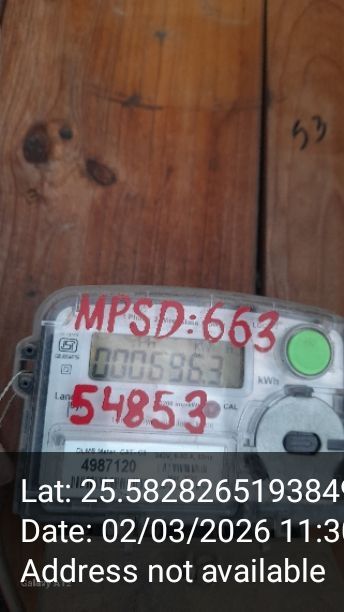 53
MPSD:663
0006963
kWh
54853
CAL
4987120
Lat: 25.582826519384
Date: 02/03/2026 11:30
Address not available